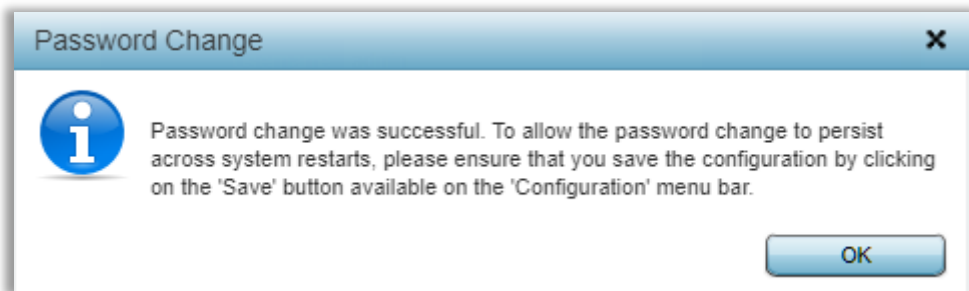 Password Change
Password change was successful. To allow the password change to persist
across system restarts, please ensure that you save the configuration by clicking
on the 'Save' button available on the 'Configuration' menu bar.
OK